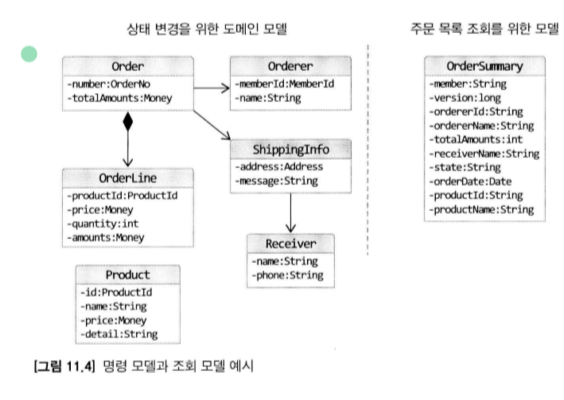 상태 변경을 위한 도메인 모델
주문 목록 조회를 위한 모델
Order
-number:OrderNo
-totalAmounts:Money
Orderer
-memberId:MemberId
-name:String
ShippingInfo
-address:Address
-message:String
OrderLine
-productId:ProductId
-price:Money
-quantity:int
-amounts:Money
Receiver
-name:String
-phone:String
Product
-id:ProductId
-name:String
-price:Money
-detail:String
OrderSummary
-member:String
-version:long
-ordererId:String
-ordererName:String
-totalAmounts:int
-receiverName:String
-state:String
-orderDate:Date
-productId:String
-productName:String
[그림 11.4] 명령 모델과 조회 모델 예시